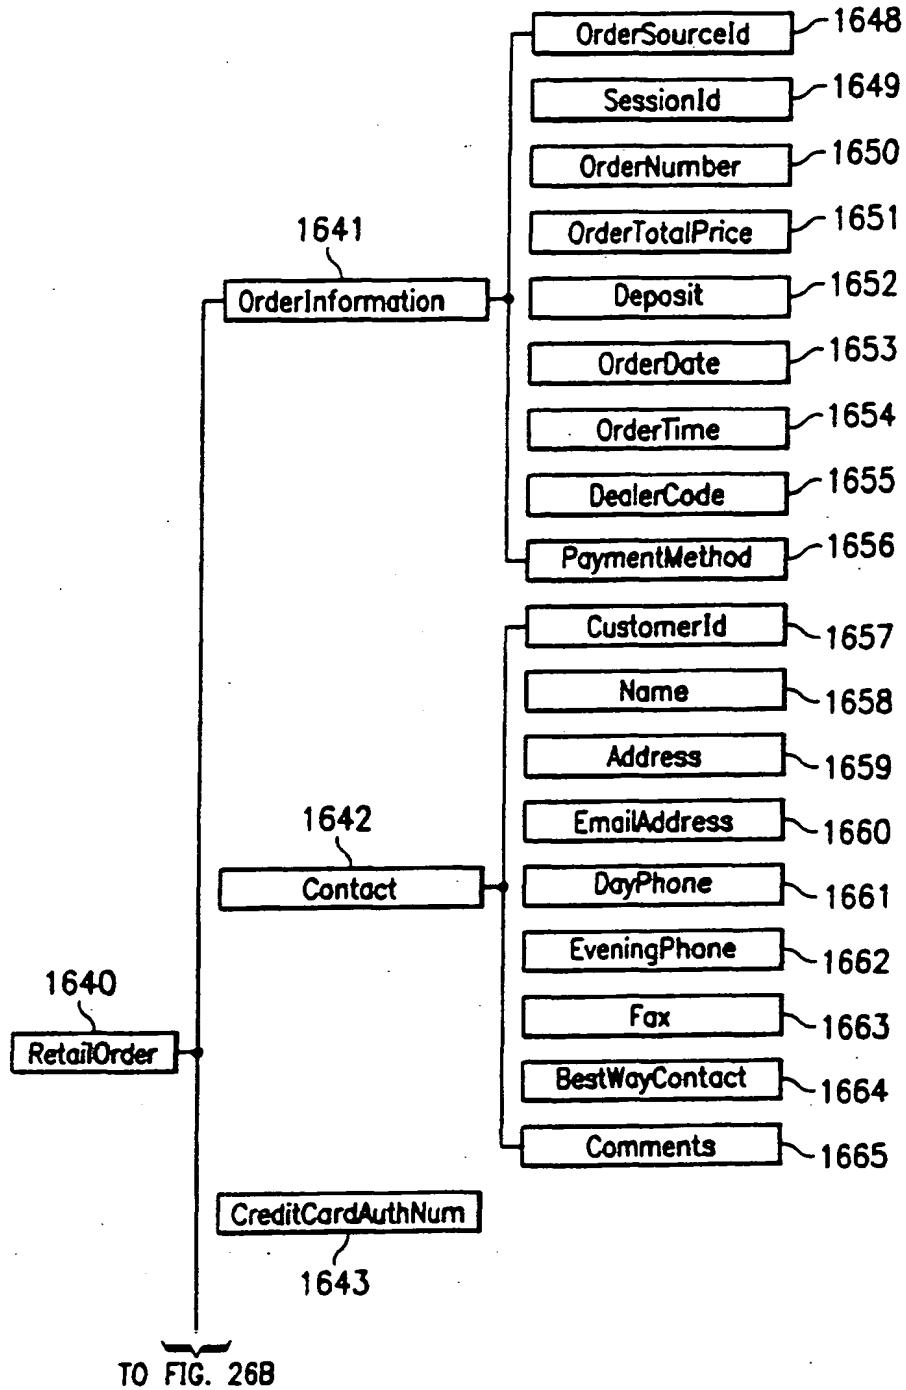 OrderSourceId 1648
SessionId 1649
OrderNumber 1650
OrderTotalPrice 1651
1641
OrderInformation
Deposit 1652
OrderDate 1653
OrderTime 1654
DealerCode 1655
PaymentMethod 1656
CustomerId 1657
Name 1658
Address 1659
1642
Contact
EmailAddress 1660
DayPhone 1661
EveningPhone 1662
1640
RetailOrder
Fax 1663
BestWayContact 1664
Comments 1665
CreditCardAuthNum
1643
TO FIG. 26B